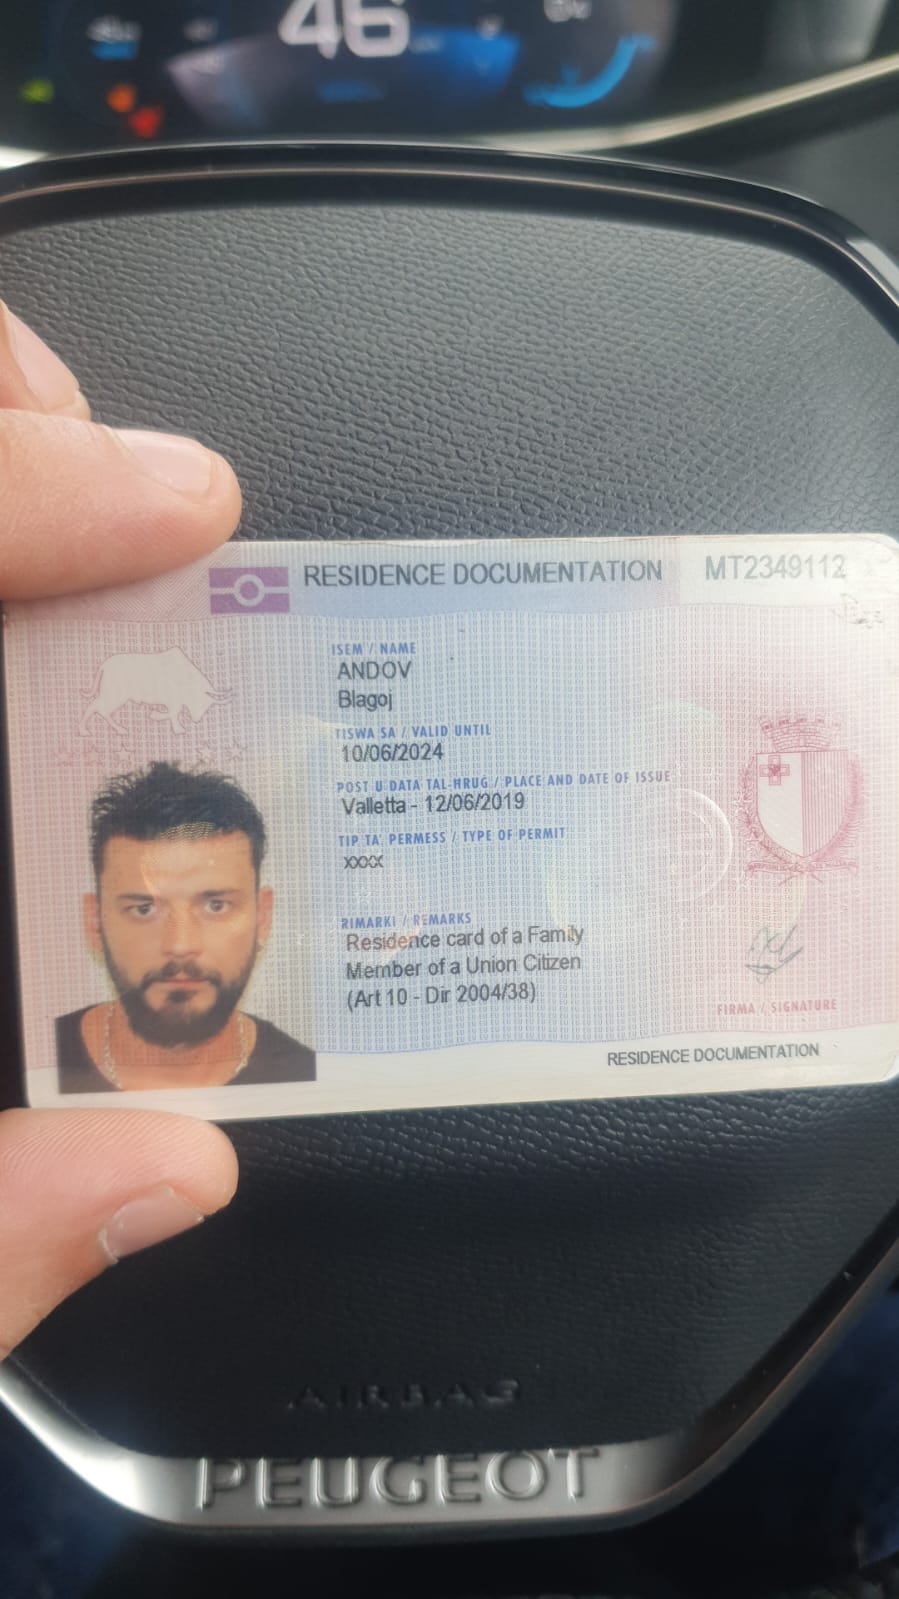 46
RESIDENCE DOCUMENTATION MT2349112
ISEM / NAME
ANDOV
Blagoj
TISWA SA / VALID UNTIL
10/06/2024
POST U DATA TAL-HRUG / PLACE AND DATE OF ISSUE
Valletta - 12/06/2019
TIP TA' PERMESS / TYPE OF PERMIT
XXXX
RIMARKI / REMARKS
Residence card of a Family
Member of a Union Citizen
(Art 10 - Dir 2004/38)
FIRMA / SIGNATURE
RESIDENCE DOCUMENTATION
AIRBAG
PEUGEOT